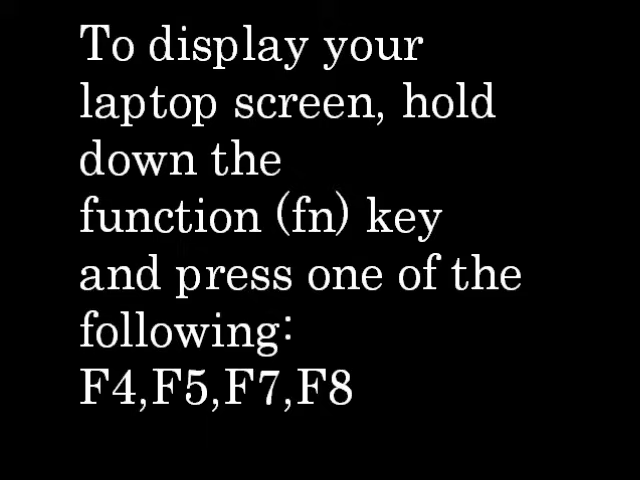 To display your
laptop screen, hold
down the
function (fn) key
and press one of the
following:
F4,F5,F7,F8